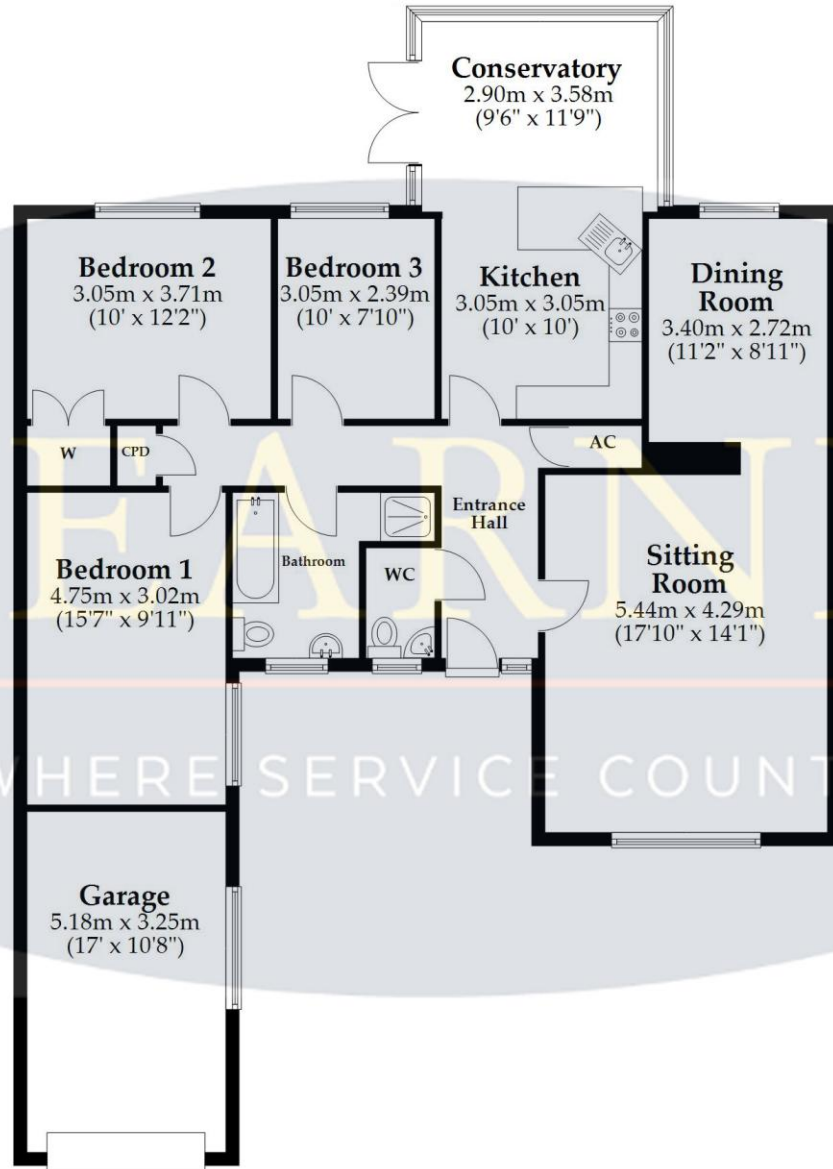 Conservatory
2.90m x 3.58m
(9'6" x 11'9")
Bedroom 2
3.05m x 3.71m
(10' x 12'2")
Bedroom 3
3.05m x 2.39m
(10' x 7'10")
Kitchen
3.05m x 3.05m
(10' x 10')
Dining
Room
3.40m x 2.72m
(11'2" x 8'11")
W
CPD
AC
Entrance
Hall
Bedroom 1
4.75m x 3.02m
(15'7" x 9'11")
Bathroom
WC
Sitting
Room
5.44m x 4.29m
(17'10" x 14'1")
EARN
WHERE SERVICE COUNT
Garage
5.18m x 3.25m
(17' x 10'8")